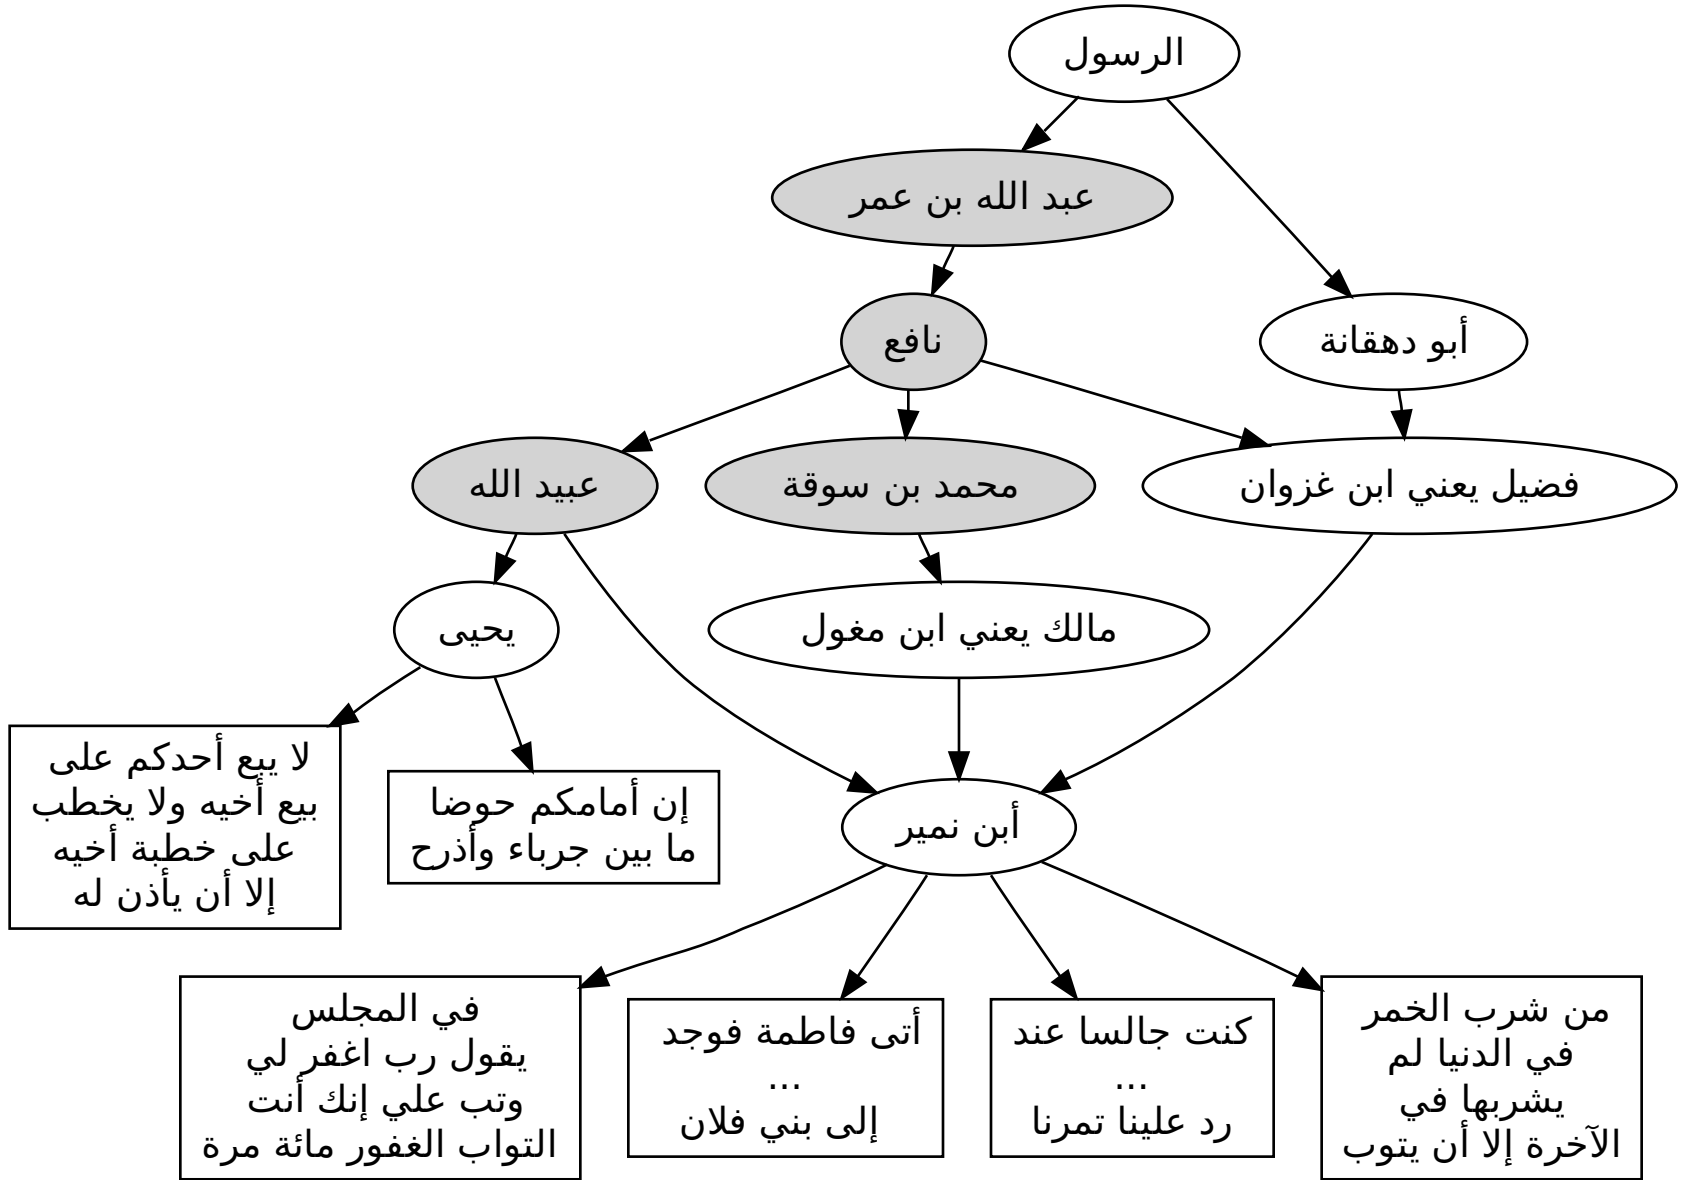 الرسول
عبد الله بن عمر
نافع
أبو دهقانة
عبيد الله
محمد بن سوقة
فضيل يعني ابن غزوان
يحيى
مالك يعني ابن مغول
لا يبع أحدكم على
بيع أخيه ولا يخطب
على خطبة أخيه
إلا أن يأذن له
إن أمامكم حوضا
ما بين جرباء وأذرح
أبن نمير
في المجلس
يقول رب اغفر لي
وتب علي إنك أنت
التواب الغفور مائة مرة
أتى فاطمة فوجد
...
إلى بني فلان
كنت جالسا عند
...
رد علينا تمرنا
من شرب الخمر
في الدنيا لم
يشربها في
الآخرة إلا أن يتوب